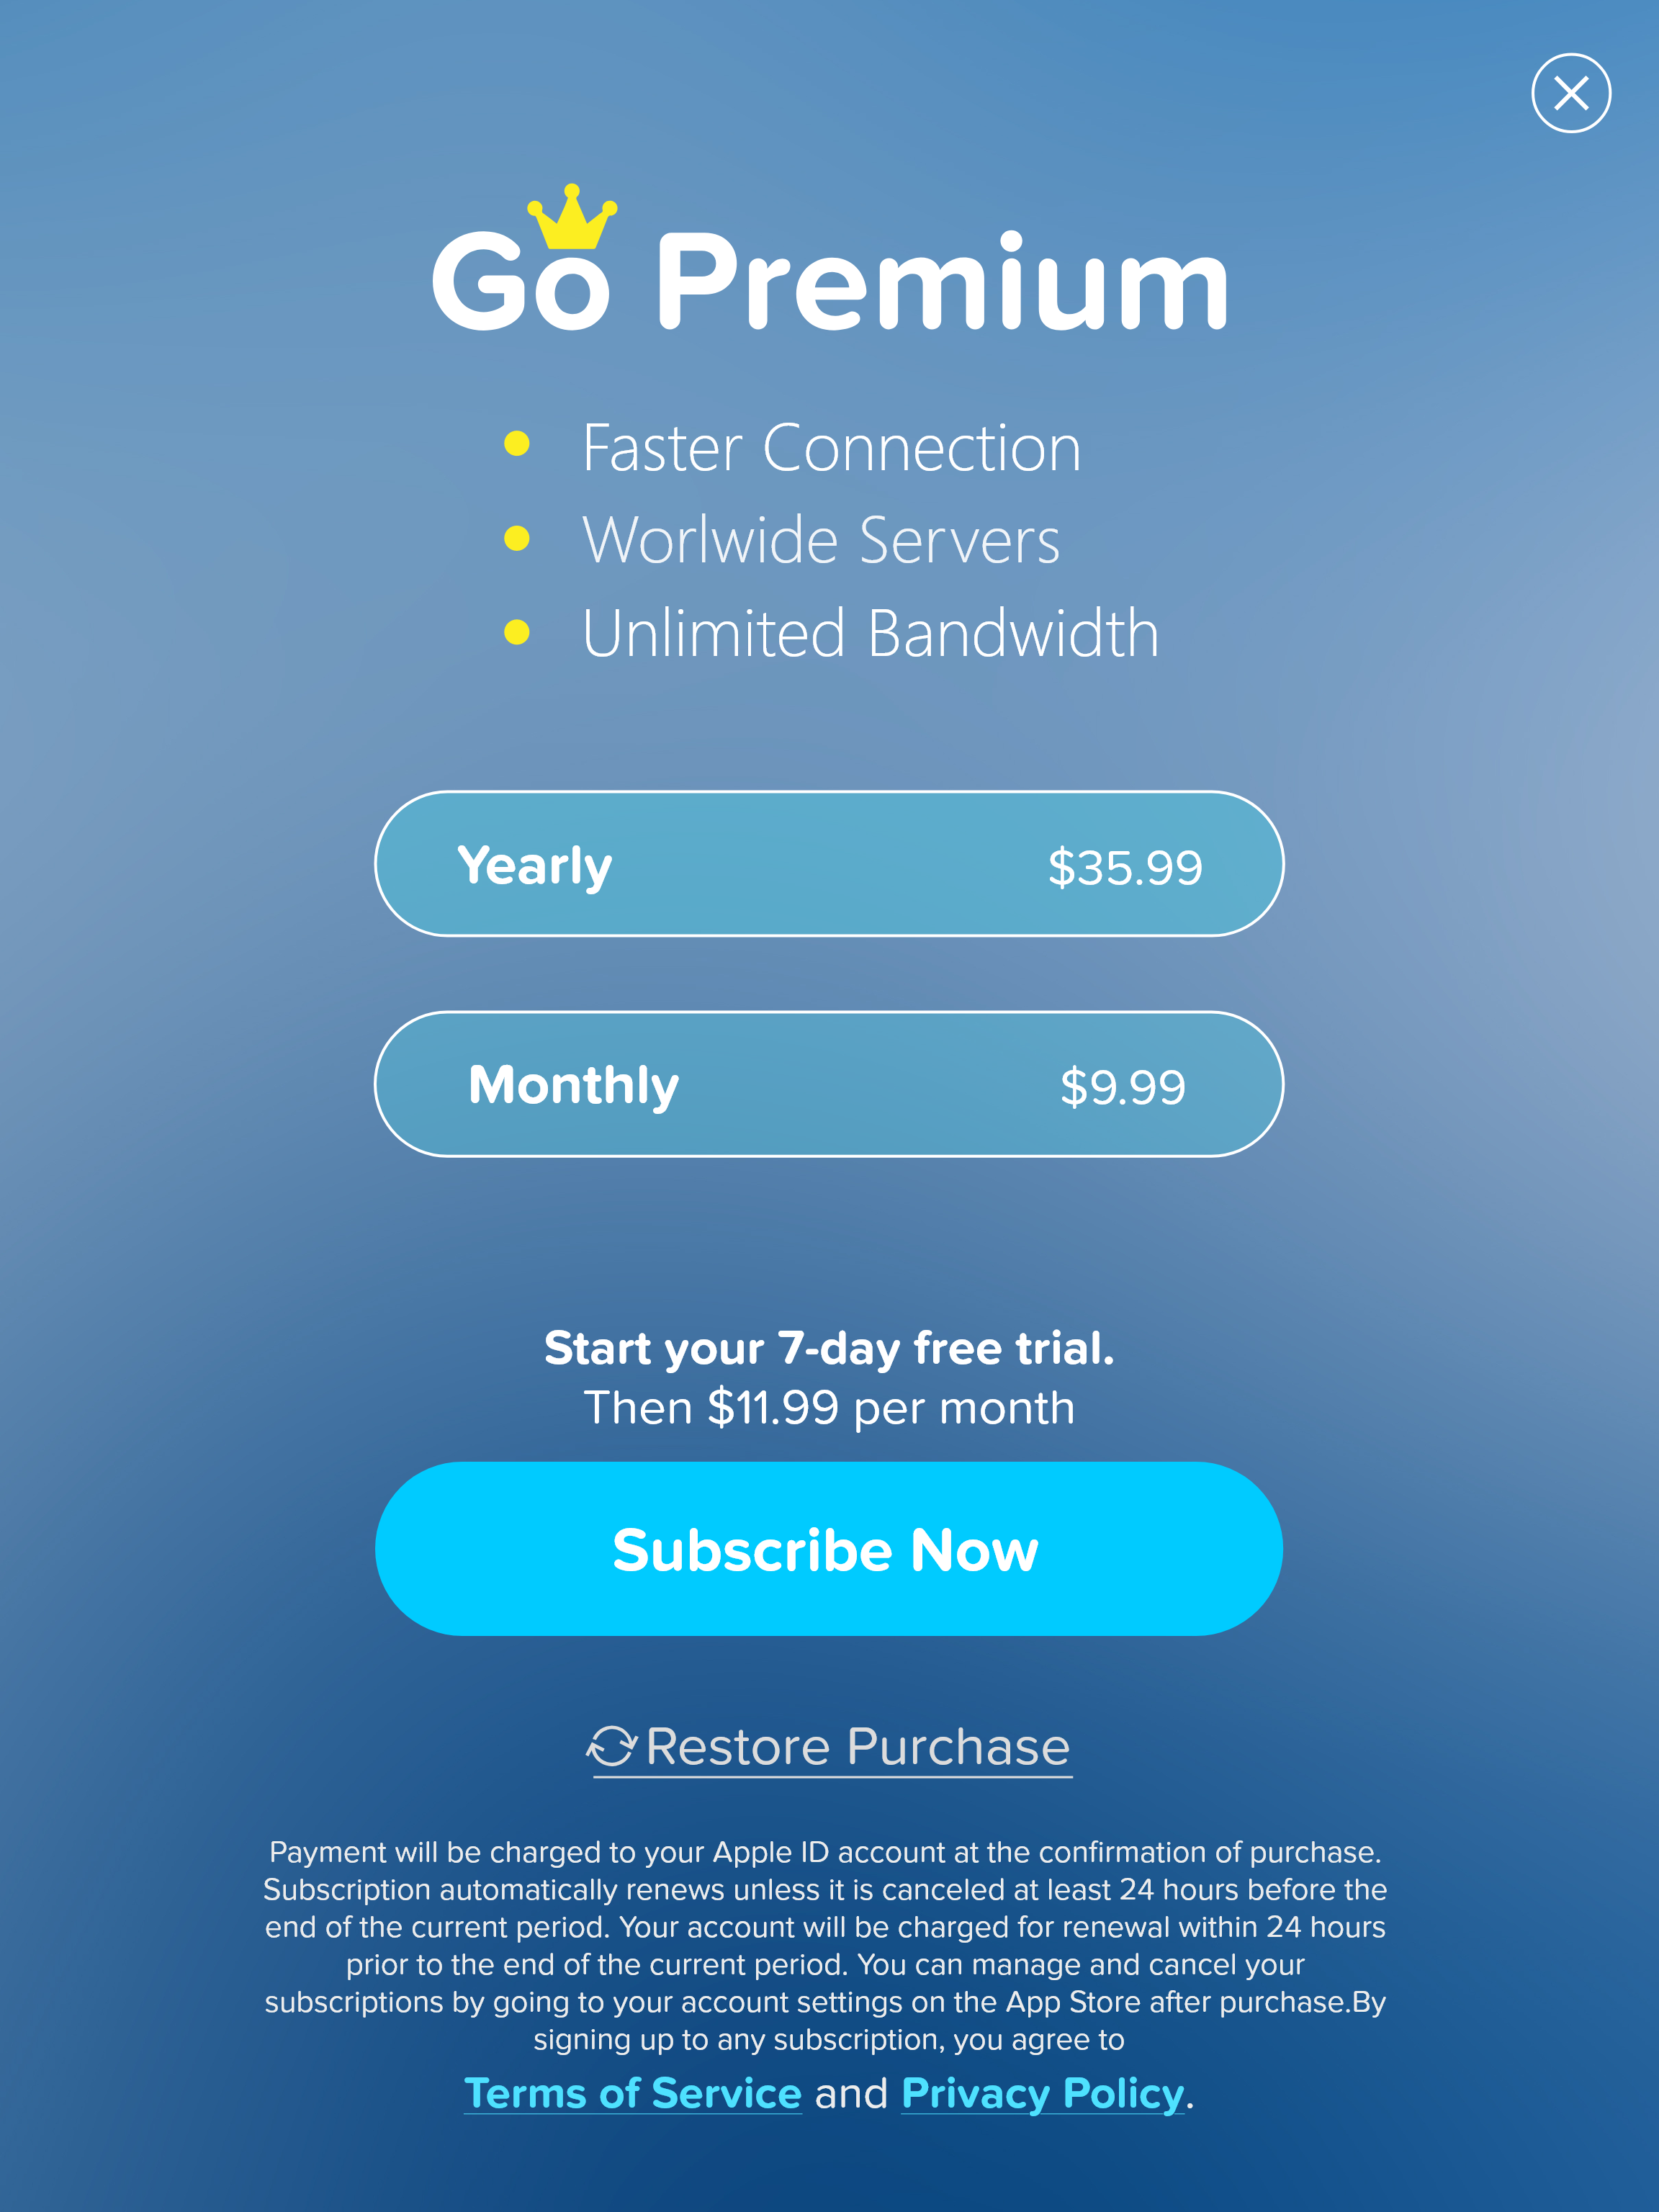 Go Premium
Faster Connection
Worlwide Servers
Unlimited Bandwidth
Yearly $35.99
Monthly $9.99
Start your 7-day free trial.
Then $11.99 per month
Subscribe Now
Restore Purchase
Payment will be charged to your Apple ID account at the confirmation of purchase.
Subscription automatically renews unless it is canceled at least 24 hours before the
end of the current period. Your account will be charged for renewal within 24 hours
prior to the end of the current period. You can manage and cancel your
subscriptions by going to your account settings on the App Store after purchase.By
signing up to any subscription, you agree to
Terms of Service and Privacy Policy.